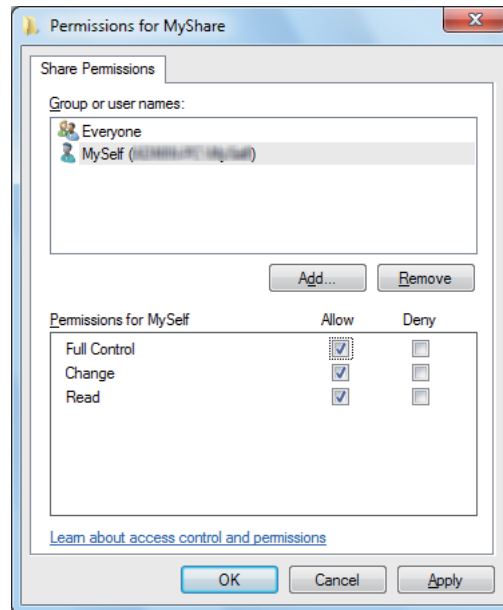 Permissions for MyShare
Share Permissions
Group or user names:
Everyone
MySelf (
Add... Remove
Permissions for MySelf Allow Deny
Full Control
Change
Read
Learn about access control and permissions
OK Cancel Apply